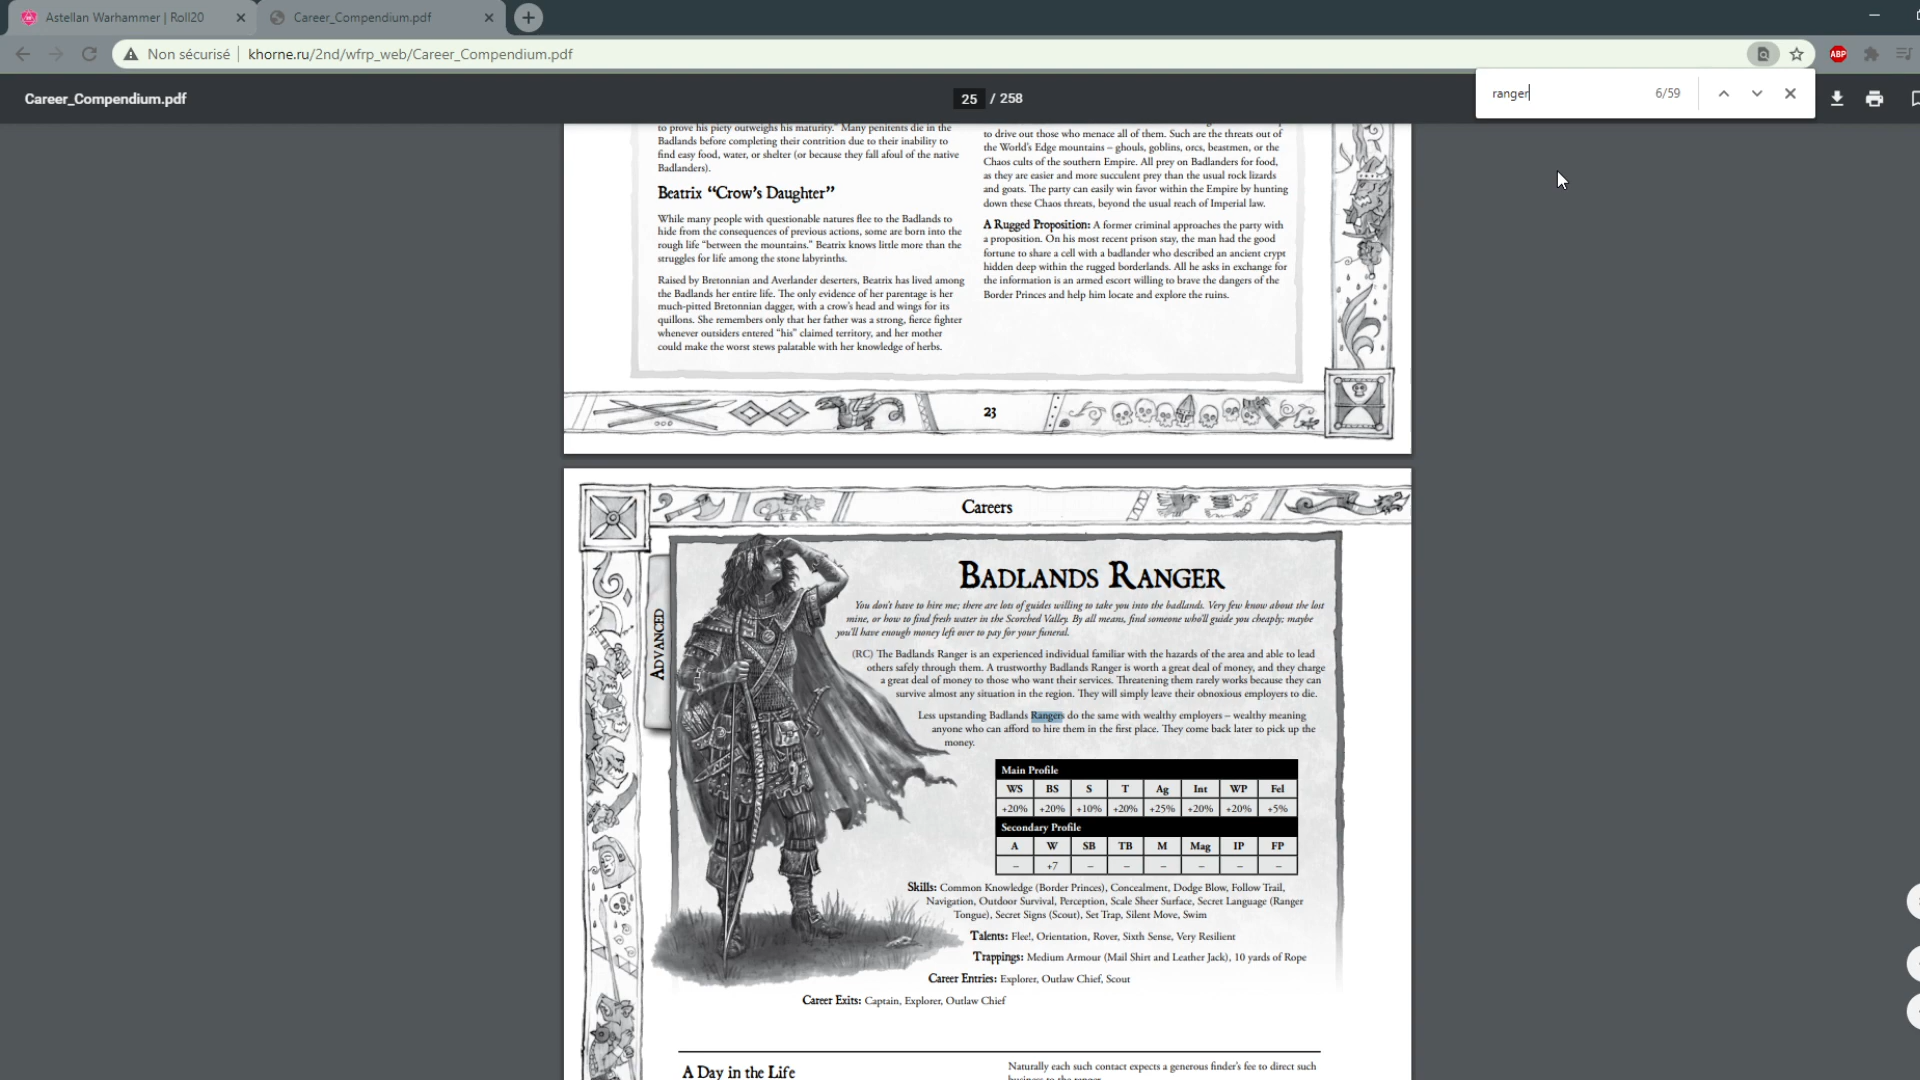 Astellan Warhammer | Roll20
Career_Compendium.pdf
Non sécurisé
khorne.ru/2nd/wfrp_web/Career_Compendium.pdf
ABP
Career_Compendium.pdf
25 / 258
ranger
6/59
to prove his piety outweighs his maturity." Many penitents die in the
Badlands before completing their contrition due to their inability to
find easy food, water, or shelter (or because they fall afoul of the native
Badlanders).
Beatrix “Crow’s Daughter”
While many people with questionable natures flee to the Badlands to
hide from the consequences of previous actions, some are born into the
rough life “between the mountains.” Beatrix knows little more than the
struggles for life among the stone labyrinths.
Raised by Bretonnian and Averlander deserters, Beatrix has lived among
the Badlands her entire life. The only evidence of her parentage is her
much-pitted Bretonnian dagger, with a crow’s head and wings for its
quillons. She remembers only that her father was a strong, fierce fighter
whenever outsiders entered “his” claimed territory, and her mother
could make the worst stews palatable with her knowledge of herbs.
to drive out those who menace all of them. Such are the threats out of
the World’s Edge mountains – ghouls, goblins, orcs, beastmen, or the
Chaos cults of the southern Empire. All prey on Badlanders for food,
as they are easier and more succulent prey than the usual rock lizards
and goats. The party can easily win favor within the Empire by hunting
down these Chaos threats, beyond the usual reach of Imperial law.
A Rugged Proposition: A former criminal approaches the party with
a proposition. On his most recent prison stay, the man had the good
fortune to share a cell with a badlander who described an ancient crypt
hidden deep within the rugged borderlands. All he asks in exchange for
the information is an armed escort willing to brave the dangers of the
Border Princes and help him locate and explore the ruins.
23
Careers
Advanced
Badlands Ranger
You don’t have to hire me; there are lots of guides willing to take you into the badlands. Very few know about the lost
mine, or how to find fresh water in the Scorched Valley. By all means, find someone who’ll guide you cheaply; maybe
you’ll have enough money left over to pay for your funeral.
(RC) The Badlands Ranger is an experienced individual familiar with the hazards of the area and able to lead
others safely through them. A trustworthy Badlands Ranger is worth a great deal of money, and they charge
a great deal of money to those who want their services. Threatening them rarely works because they can
survive almost any situation in the region. They will simply leave their obnoxious employers to die.
Less upstanding Badlands Rangers do the same with wealthy employers – wealthy meaning
anyone who can afford to hire them in the first place. They come back later to pick up the
money.
Main Profile
WS BS S T Ag Int WP Fel
+20% +20% +10% +20% +25% +20% +20% +5%
Secondary Profile
A W SB TB M Mag IP FP
– +7 – – – – – –
Skills: Common Knowledge (Border Princes), Concealment, Dodge Blow, Follow Trail,
Navigation, Outdoor Survival, Perception, Scale Sheer Surface, Secret Language (Ranger
Tongue), Secret Signs (Scout), Set Trap, Silent Move, Swim
Talents: Flee!, Orientation, Rover, Sixth Sense, Very Resilient
Trappings: Medium Armour (Mail Shirt and Leather Jack), 10 yards of Rope
Career Entries: Explorer, Outlaw Chief, Scout
Career Exits: Captain, Explorer, Outlaw Chief
A Day in the Life
Naturally each such contact expects a generous finder’s fee to direct such
business to the ranger.